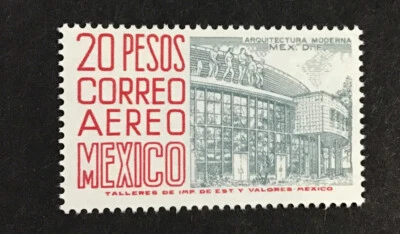 20 PESOS
CORREO
AEREO
MEXICO
ARQUITECTURA MODERNA
MEX. D. F.
TALLERES DE IMP. DE EST. Y VALORES MEXICO